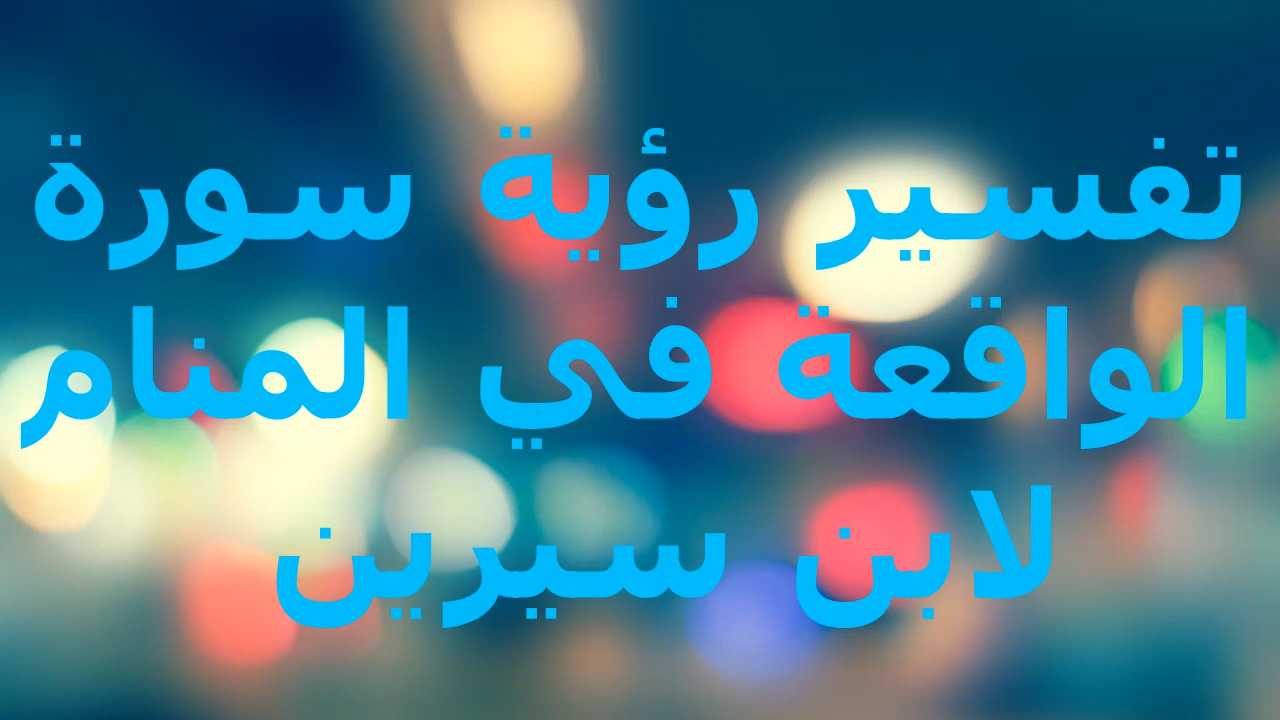 تفسير رؤية سورة
الواقعة في المنام
لابن سيرين